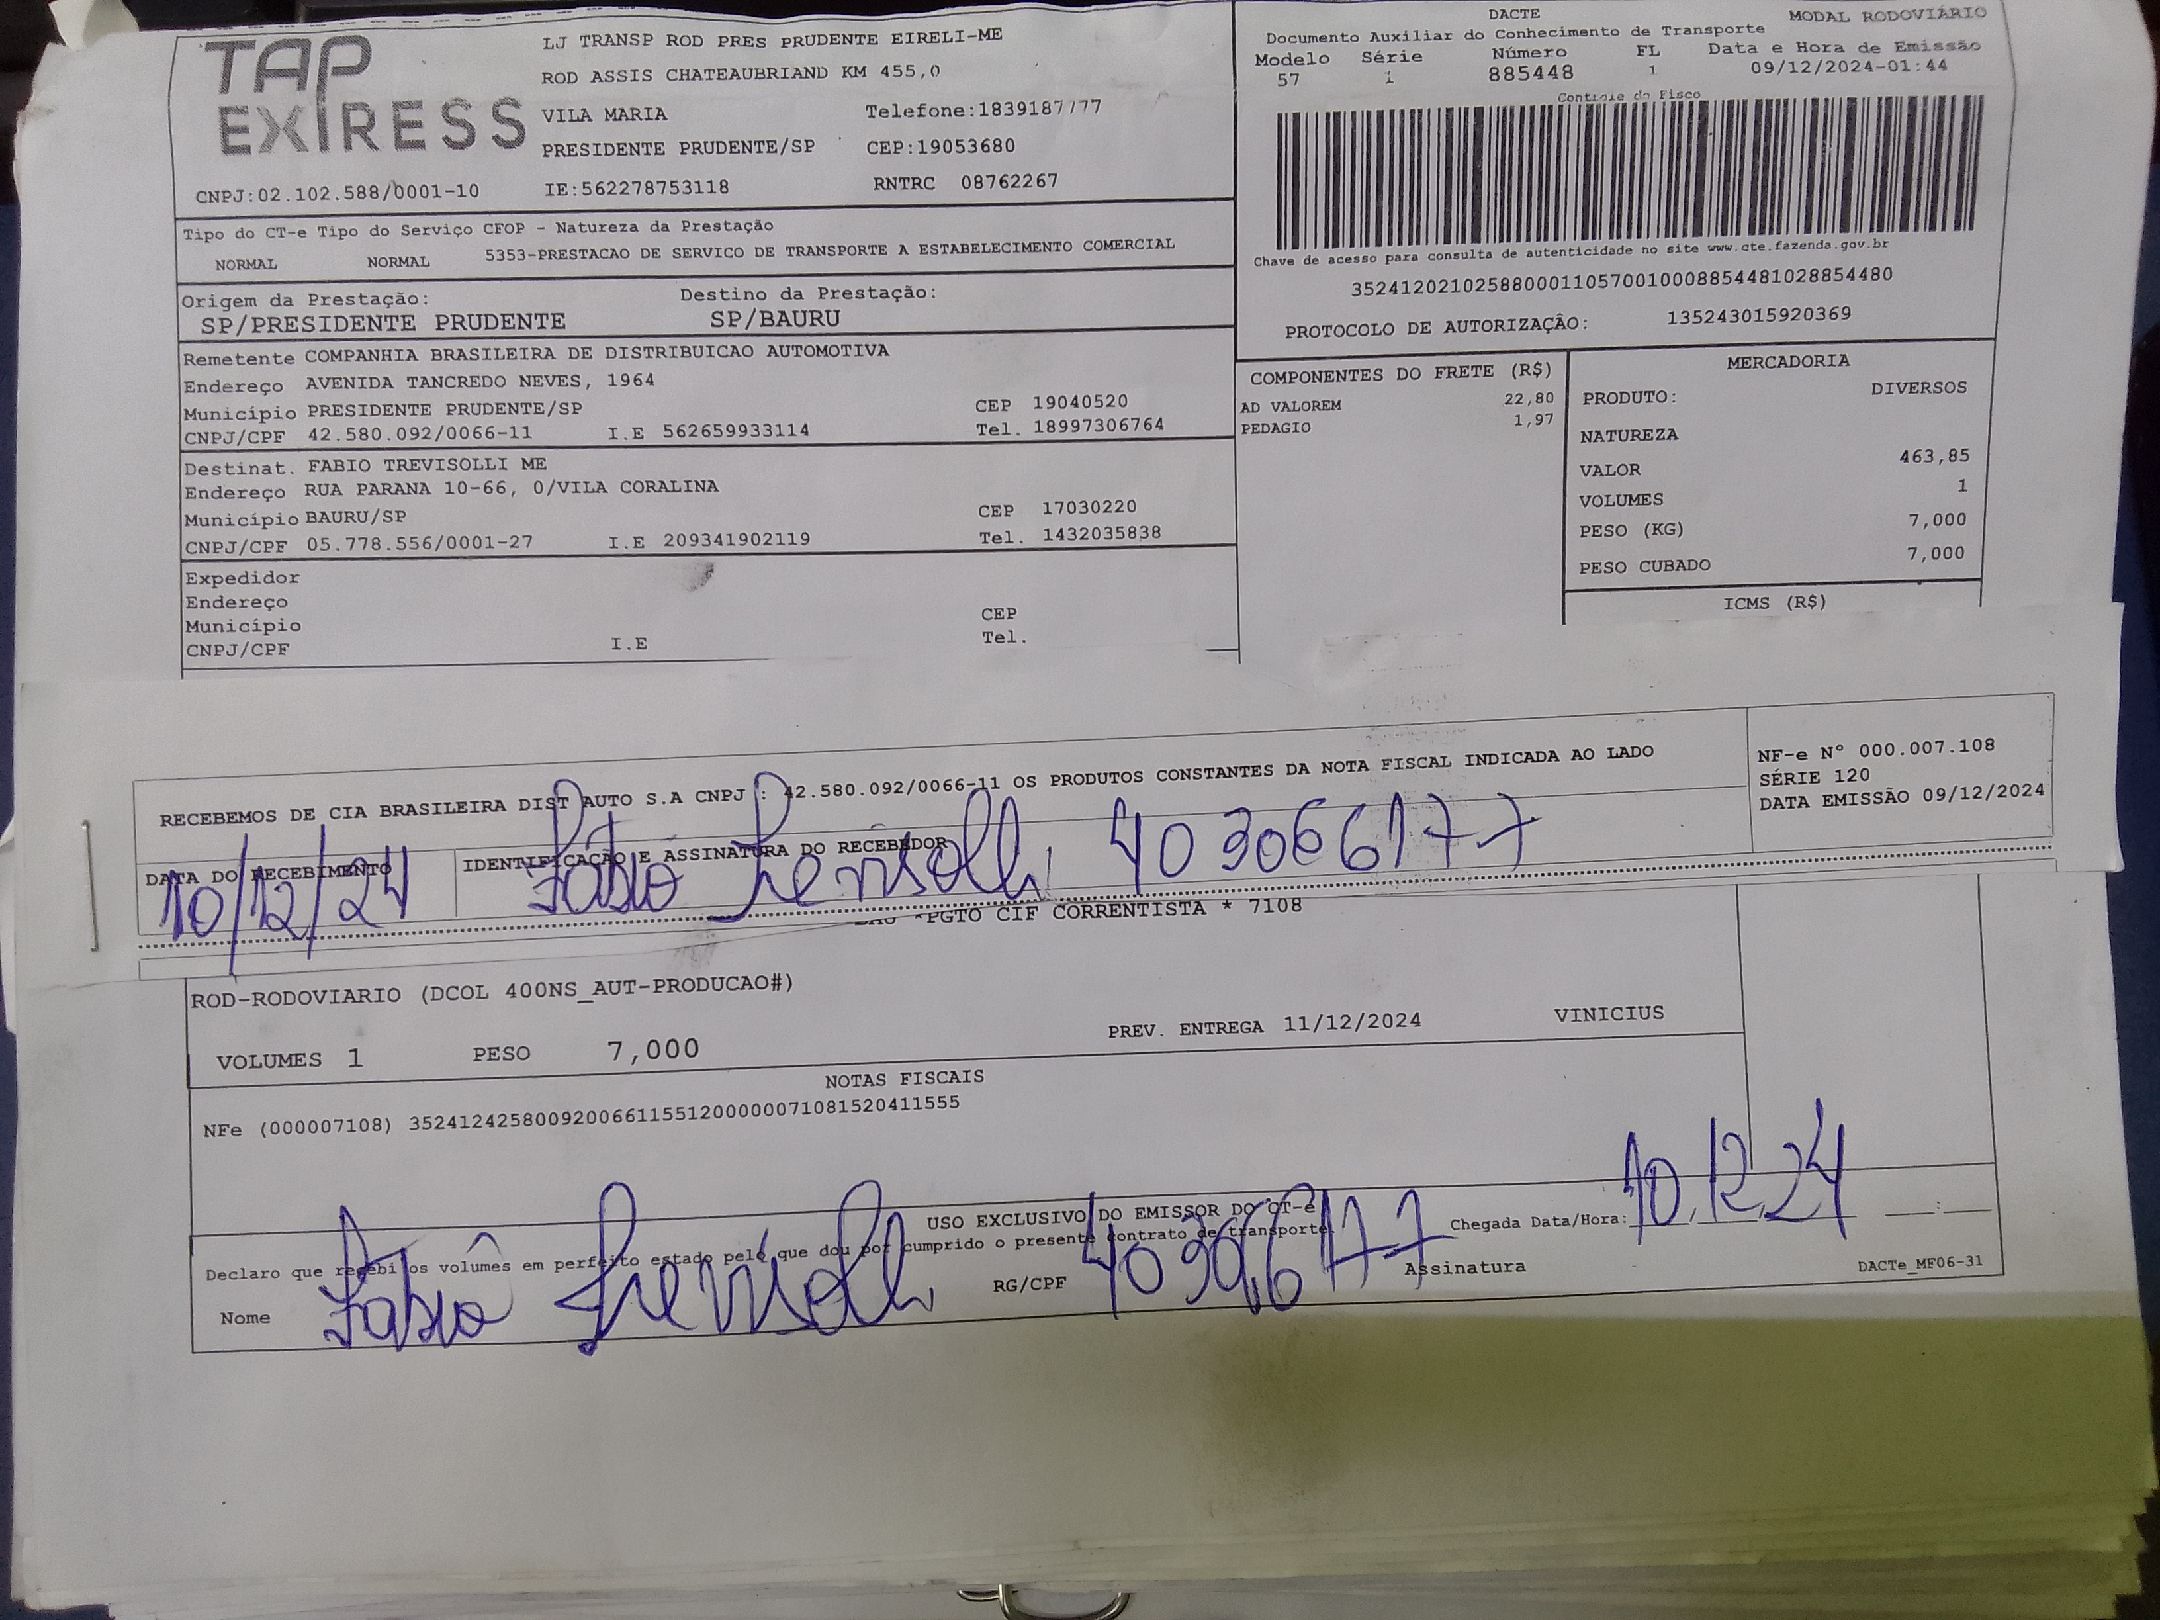 TAP EXPRESS
LJ TRANSP ROD PRES PRUDENTE EIRELI-ME
ROD ASSIS CHATEAUBRIAND KM 455,0
VILA MARIA Telefone:1839187777
PRESIDENTE PRUDENTE/SP CEP:19053680
CNPJ:02.102.588/0001-10 IE:562278753118 RNTRC 08762267
DACTE MODAL RODOVIÁRIO
Documento Auxiliar do Conhecimento de Transporte
Modelo Série Número FL Data e Hora de Emissão
57 1 885448 1 09/12/2024-01:44
Controle do Fisco
Chave de acesso para consulta de autenticidade no site www.cte.fazenda.gov.br
35241202102588000110570010008854481028854480
PROTOCOLO DE AUTORIZAÇÃO: 135243015920369
Tipo do CT-e Tipo do Serviço CFOP - Natureza da Prestação
NORMAL NORMAL 5353-PRESTACAO DE SERVICO DE TRANSPORTE A ESTABELECIMENTO COMERCIAL
Origem da Prestação: Destino da Prestação:
SP/PRESIDENTE PRUDENTE SP/BAURU
Remetente COMPANHIA BRASILEIRA DE DISTRIBUICAO AUTOMOTIVA
Endereço AVENIDA TANCREDO NEVES, 1964
Município PRESIDENTE PRUDENTE/SP CEP 19040520
CNPJ/CPF 42.580.092/0066-11 I.E 562659933114 Tel. 18997306764
Destinat. FABIO TREVISOLLI ME
Endereço RUA PARANA 10-66, 0/VILA CORALINA
Município BAURU/SP CEP 17030220
CNPJ/CPF 05.778.556/0001-27 I.E 209341902119 Tel. 1432035838
Expedidor
Endereço
Município CEP
CNPJ/CPF I.E Tel.
COMPONENTES DO FRETE (R$)
AD VALOREM 22,80
PEDAGIO 1,97
MERCADORIA
PRODUTO: DIVERSOS
NATUREZA
VALOR 463,85
VOLUMES 1
PESO (KG) 7,000
PESO CUBADO 7,000
ICMS (R$)
RECEBEMOS DE CIA BRASILEIRA DIST AUTO S.A CNPJ : 42.580.092/0066-11 OS PRODUTOS CONSTANTES DA NOTA FISCAL INDICADA AO LADO
NF-e Nº 000.007.108
SÉRIE 120
DATA EMISSÃO 09/12/2024
DATA DO RECEBIMENTO IDENTIFICAÇÃO E ASSINATURA DO RECEBEDOR
10/12/24 Fabio Trevisolli 403066177
*PGTO CIF CORRENTISTA * 7108
ROD-RODOVIARIO (DCOL 400NS_AUT-PRODUCAO#)
VOLUMES 1 PESO 7,000 PREV. ENTREGA 11/12/2024 VINICIUS
NOTAS FISCAIS
NFe (000007108) 35241242580092006611551200000071081520411555
USO EXCLUSIVO DO EMISSOR DO CT-e
Declaro que recebi os volumes em perfeito estado pelo que dou por cumprido o presente contrato de transporte. Chegada Data/Hora: 10/12/24 __:__
Nome Fabio Trevisolli RG/CPF Assinatura
DACTe_MF06-31